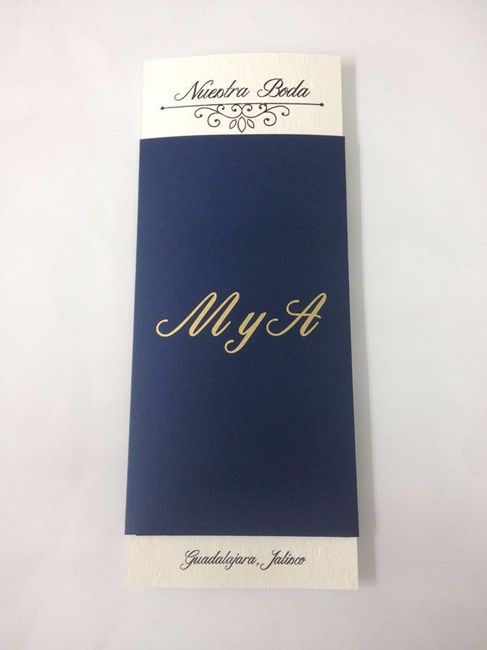 Nuestra Boda
M y A
Guadalajara, Jalisco